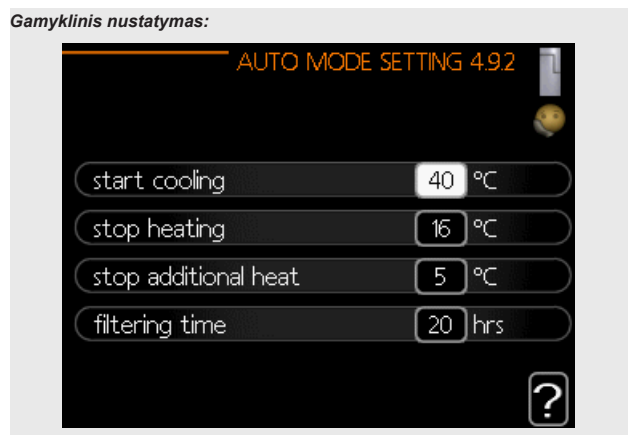 Gamyklinis nustatymas:
AUTO MODE SETTING 4.9.2
start cooling 40 °C
stop heating 16 °C
stop additional heat 5 °C
filtering time 20 hrs
?